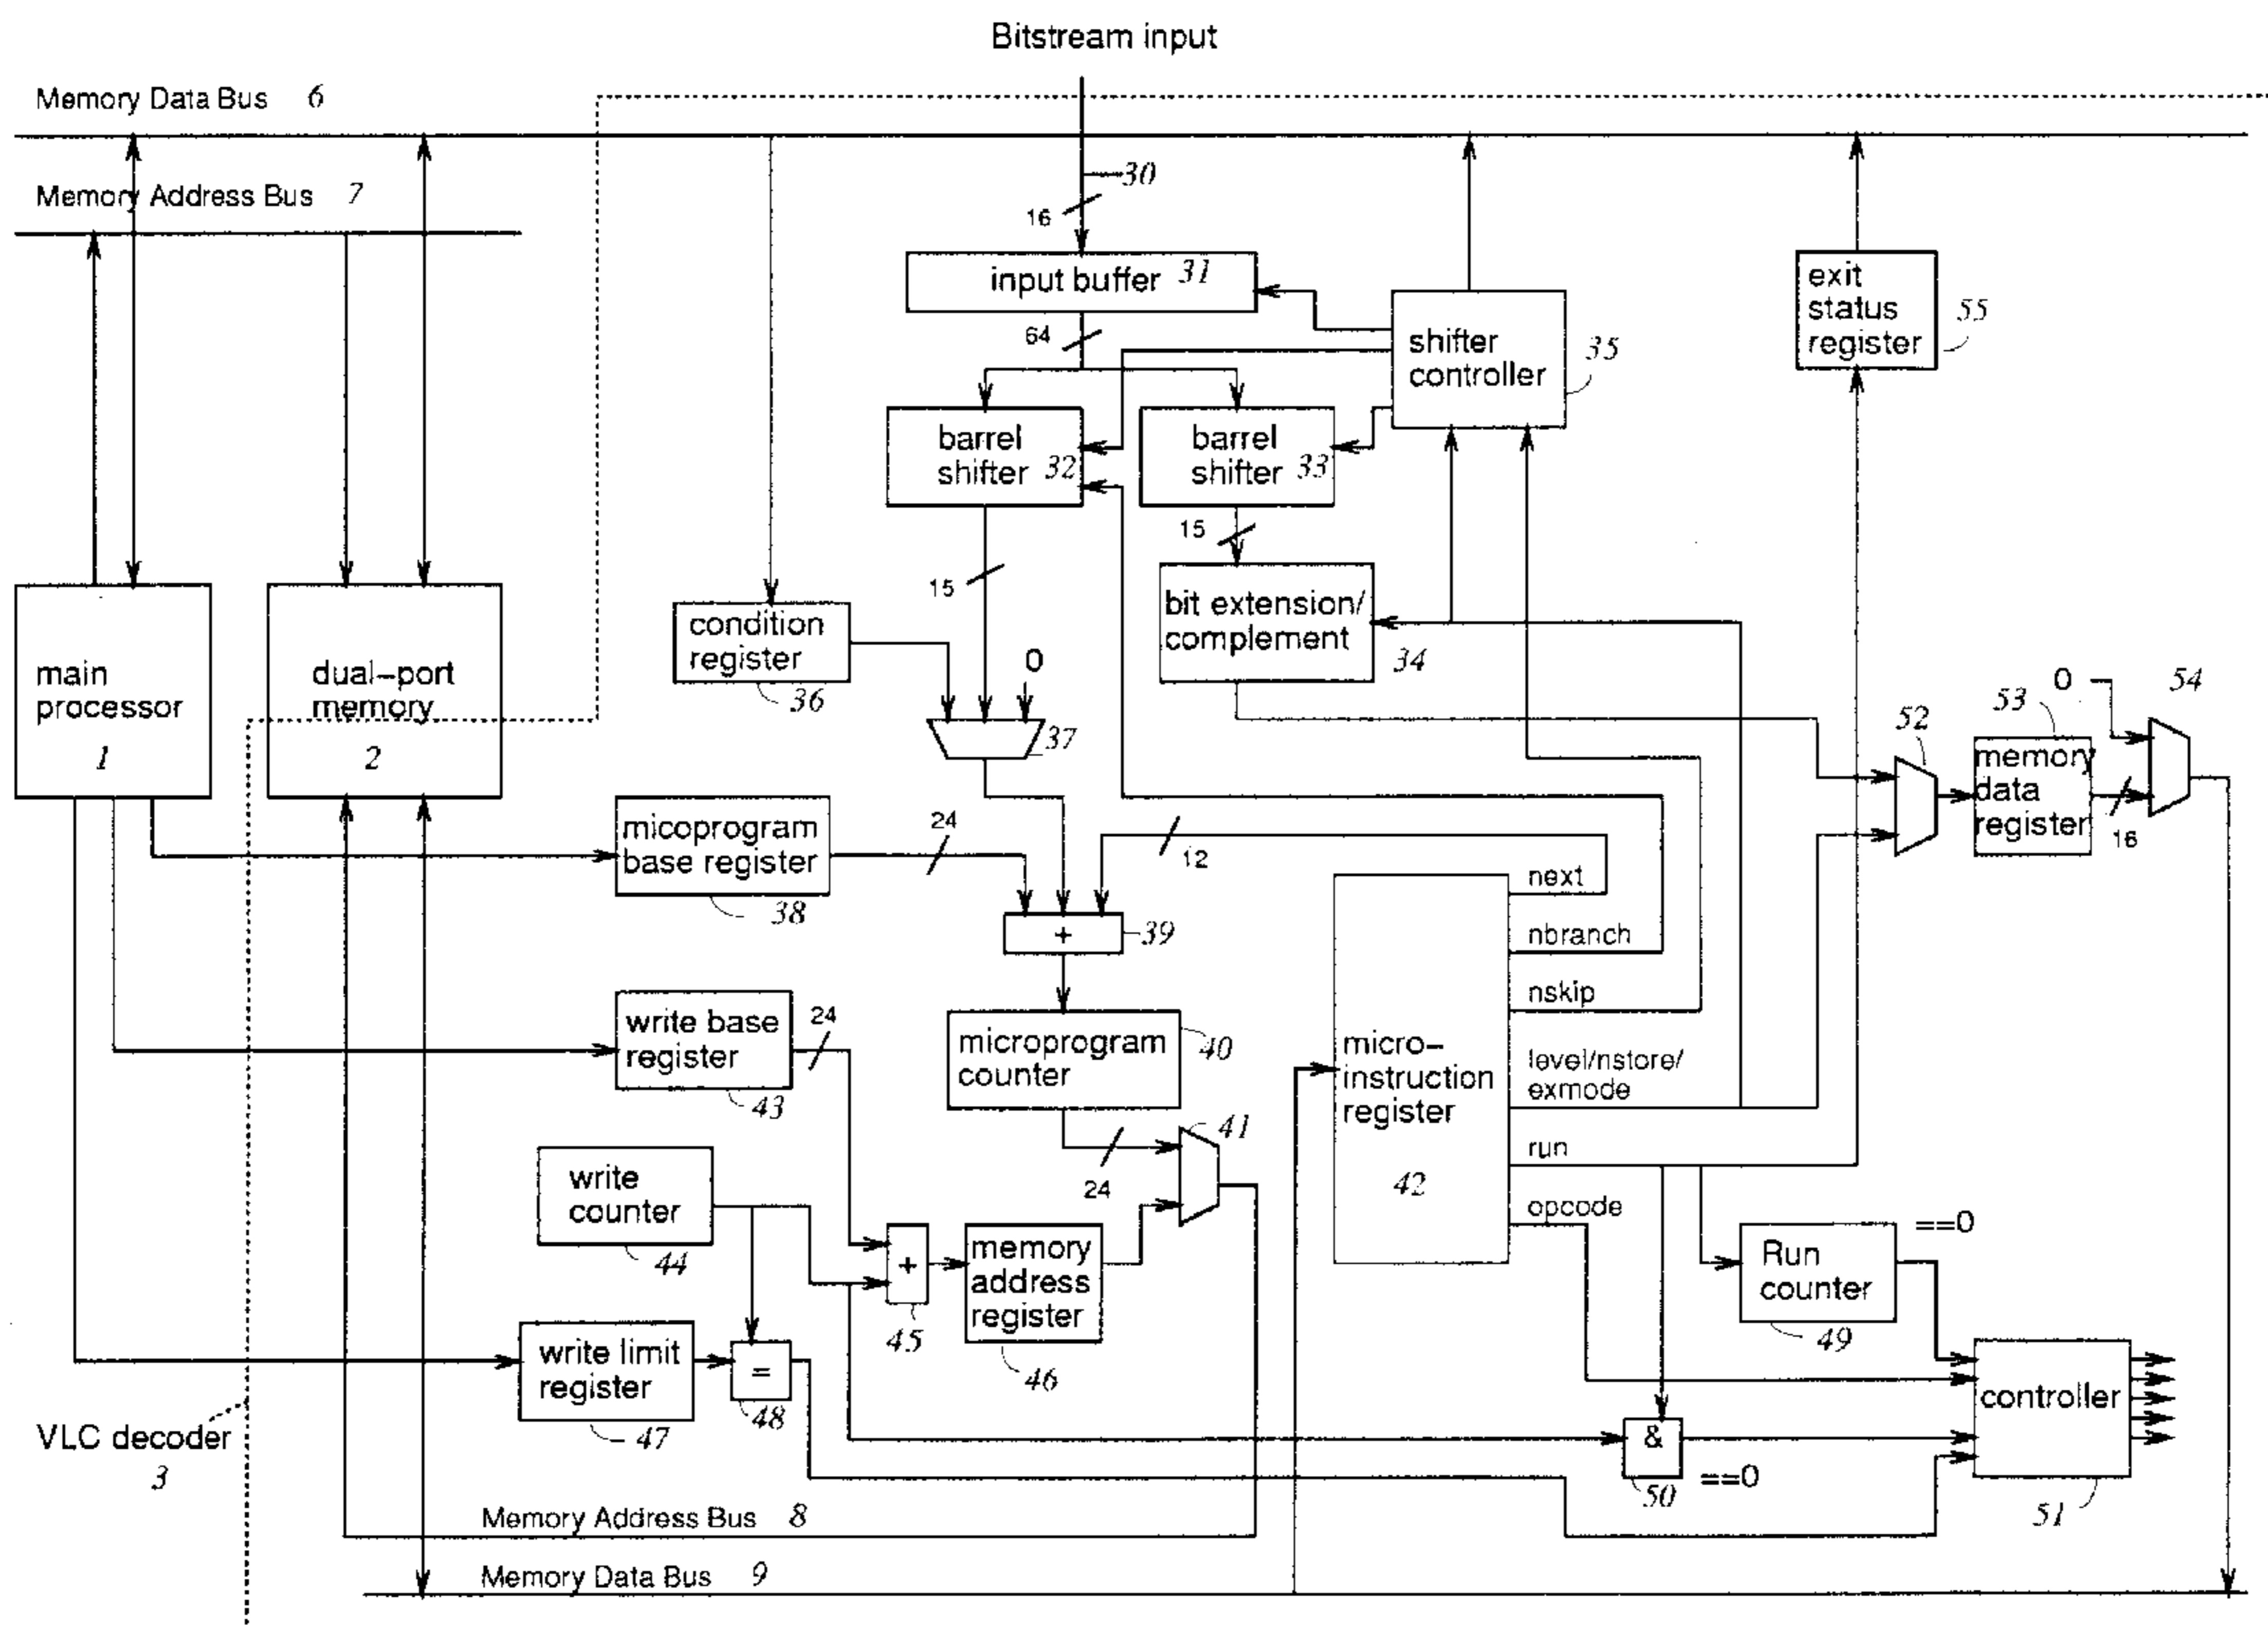 Bitstream input
Memory Data Bus 6
Memory Address Bus 7
30
16
input buffer 31
64
shifter
controller
35
exit
status
register
55
barrel
shifter 32
barrel
shifter 33
15
15
bit extension/
complement
34
condition
register
36
0
37
main
processor
1
dual-port
memory
2
0
54
53
52
memory
data
register
16
micoprogram
base register
38
24
12
+
39
next
nbranch
nskip
level/nstore/
exmode
run
opcode
micro-
instruction
register
42
write base
register
43
24
microprogram
counter
40
41
24
write
counter
44
+
45
memory
address
register
46
Run
counter
49
==0
write limit
register
47
=
48
controller
51
&
50
==0
VLC decoder
3
Memory Address Bus 8
Memory Data Bus 9